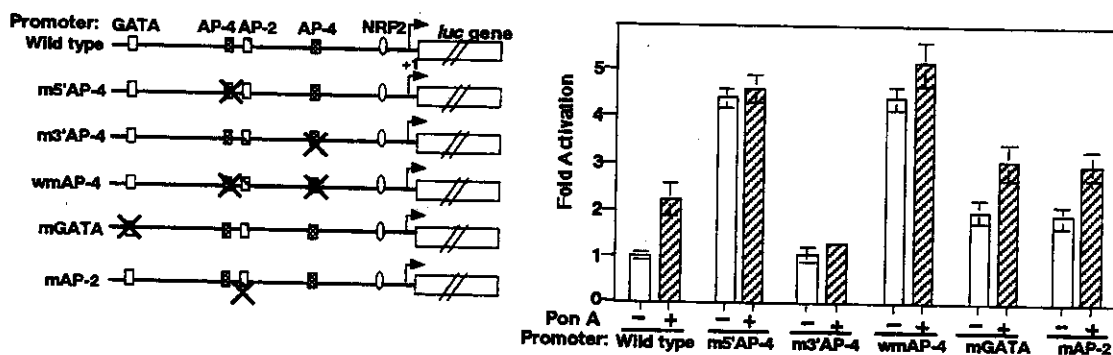 Promoter: GATA AP-4 AP-2 AP-4 NRF2
Wild type luc gene
+1
m5'AP-4
m3'AP-4
wmAP-4
mGATA
mAP-2
Fold Activation
5
4
3
2
1
0
Pon A - + - + - + - + - + - +
Promoter: Wild type m5'AP-4 m3'AP-4 wmAP-4 mGATA mAP-2